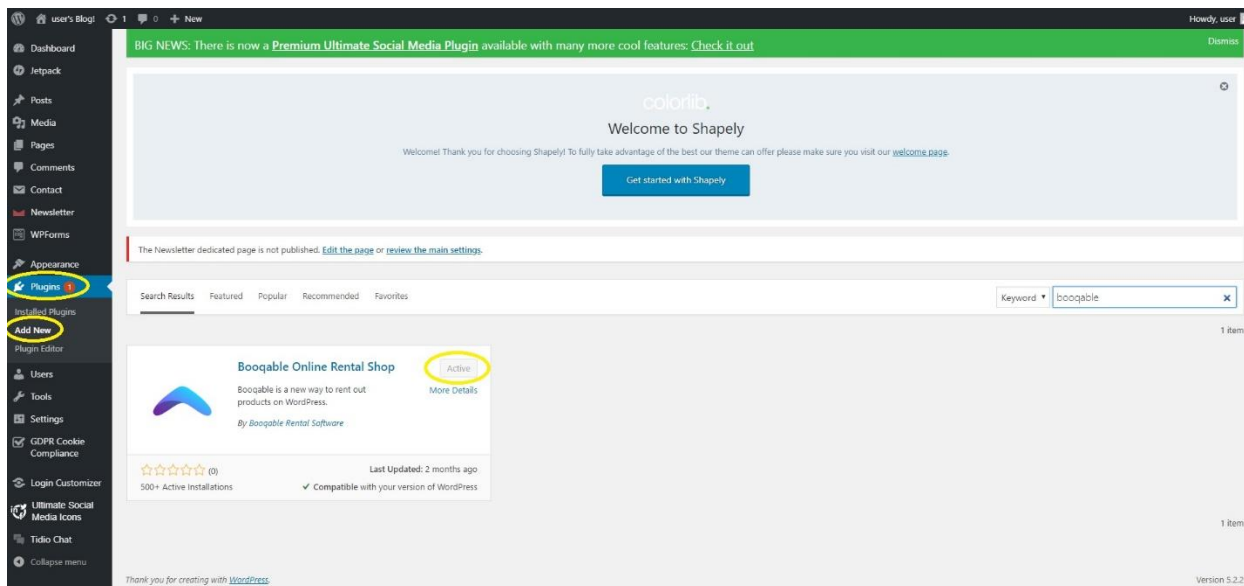 user's Blog! 1 0 + New
Howdy, user
Dashboard
Jetpack
Posts
Media
Pages
Comments
Contact
Newsletter
WPForms
Appearance
Plugins 1
Installed Plugins
Add New
Plugin Editor
Users
Tools
Settings
GDPR Cookie
Compliance
Login Customizer
Ultimate Social
Media Icons
Tidio Chat
Collapse menu
BIG NEWS: There is now a Premium Ultimate Social Media Plugin available with many more cool features: Check it out
Dismiss
colorlib.
Welcome to Shapely
Welcome! Thank you for choosing Shapely! To fully take advantage of the best our theme can offer please make sure you visit our welcome page.
Get started with Shapely
The Newsletter dedicated page is not published. Edit the page or review the main settings.
Search Results Featured Popular Recommended Favorites
Keyword booqable
1 item
Booqable Online Rental Shop
Active
Booqable is a new way to rent out
products on WordPress.
More Details
By Booqable Rental Software
(0)
Last Updated: 2 months ago
500+ Active Installations
Compatible with your version of WordPress
1 item
Thank you for creating with WordPress.
Version 5.2.2